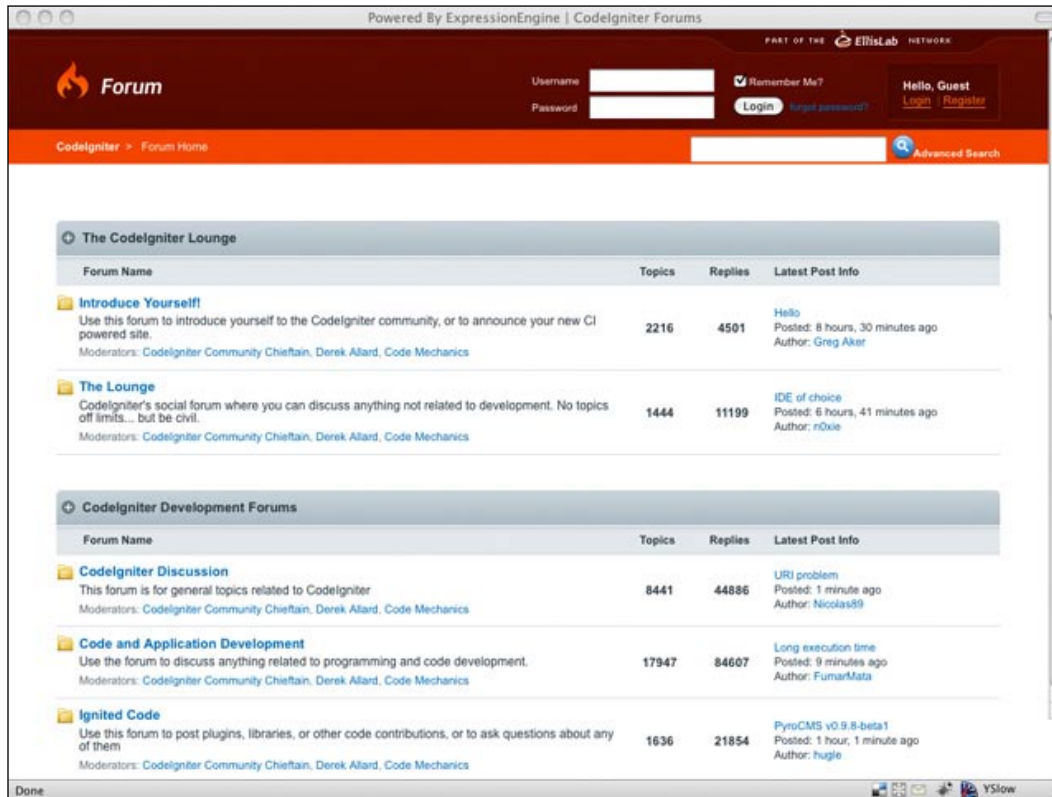 Powered By ExpressionEngine | CodeIgniter Forums
PART OF THE EllisLab NETWORK
Forum
Username
Remember Me?
Password
Login
forgot password?
Hello, Guest
Login | Register
CodeIgniter > Forum Home
Advanced Search
The CodeIgniter Lounge
Forum Name Topics Replies Latest Post Info
Introduce Yourself!
Use this forum to introduce yourself to the CodeIgniter community, or to announce your new CI
powered site.
Moderators: CodeIgniter Community Chieftain, Derek Allard, Code Mechanics
2216 4501
Hello
Posted: 8 hours, 30 minutes ago
Author: Greg Aker
The Lounge
CodeIgniter's social forum where you can discuss anything not related to development. No topics
off limits... but be civil.
Moderators: CodeIgniter Community Chieftain, Derek Allard, Code Mechanics
1444 11199
IDE of choice
Posted: 6 hours, 41 minutes ago
Author: n0xie
CodeIgniter Development Forums
Forum Name Topics Replies Latest Post Info
CodeIgniter Discussion
This forum is for general topics related to CodeIgniter
Moderators: CodeIgniter Community Chieftain, Derek Allard, Code Mechanics
8441 44886
URI problem
Posted: 1 minute ago
Author: Nicolas89
Code and Application Development
Use the forum to discuss anything related to programming and code development.
Moderators: CodeIgniter Community Chieftain, Derek Allard, Code Mechanics
17947 84607
Long execution time
Posted: 9 minutes ago
Author: FumarMata
Ignited Code
Use this forum to post plugins, libraries, or other code contributions, or to ask questions about any
of them
Moderators: CodeIgniter Community Chieftain, Derek Allard, Code Mechanics
1636 21854
PyroCMS v0.9.8-beta1
Posted: 1 hour, 1 minute ago
Author: hugle
Done
YSlow